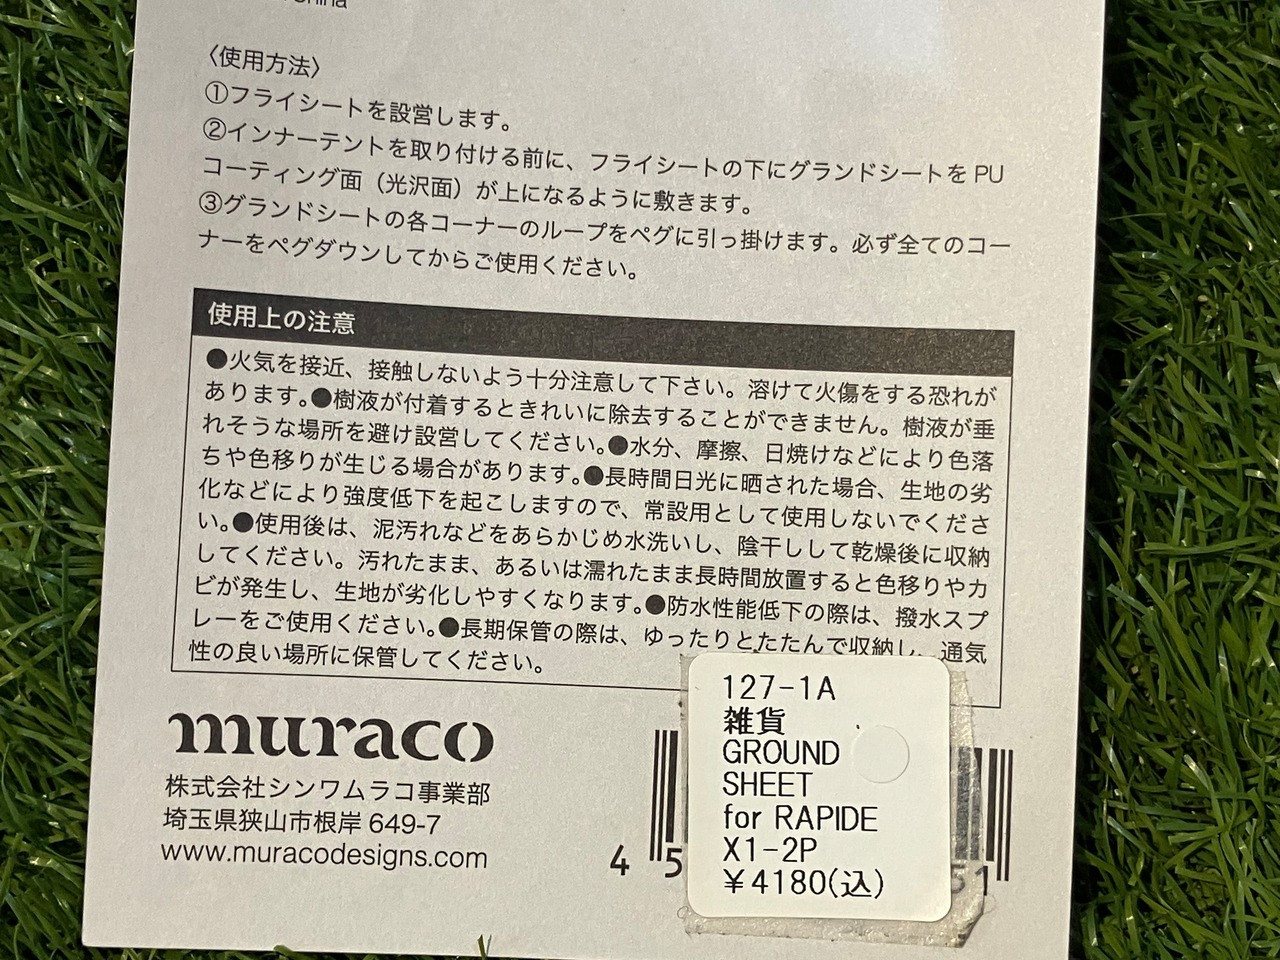 China
〈使用方法〉
①フライシートを設営します。
②インナーテントを取り付ける前に、フライシートの下にグランドシートを PU
コーティング面（光沢面）が上になるように敷きます。
③グランドシートの各コーナーのループをペグに引っ掛けます。必ず全てのコー
ナーをペグダウンしてからご使用ください。
使用上の注意
●火気を接近、接触しないよう十分注意して下さい。溶けて火傷をする恐れが
あります。●樹液が付着するときれいに除去することができません。樹液が垂
れそうな場所を避け設営してください。●水分、摩擦、日焼けなどにより色落
ちや色移りが生じる場合があります。●長時間日光に晒された場合、生地の劣
化などにより強度低下を起こしますので、常設用として使用しないでくださ
い。●使用後は、泥汚れなどをあらかじめ水洗いし、陰干しして乾燥後に収納
してください。汚れたまま、あるいは濡れたまま長時間放置すると色移りやカ
ビが発生し、生地が劣化しやすくなります。●防水性能低下の際は、撥水スプ
レーをご使用ください。●長期保管の際は、ゆったりとたたんで収納し、通気
性の良い場所に保管してください。
muraco
株式会社シンワムラコ事業部
埼玉県狭山市根岸 649-7
www.muracodesigns.com
4 5
51
127-1A
雑貨
GROUND
SHEET
for RAPIDE
X1-2P
￥4180(込)